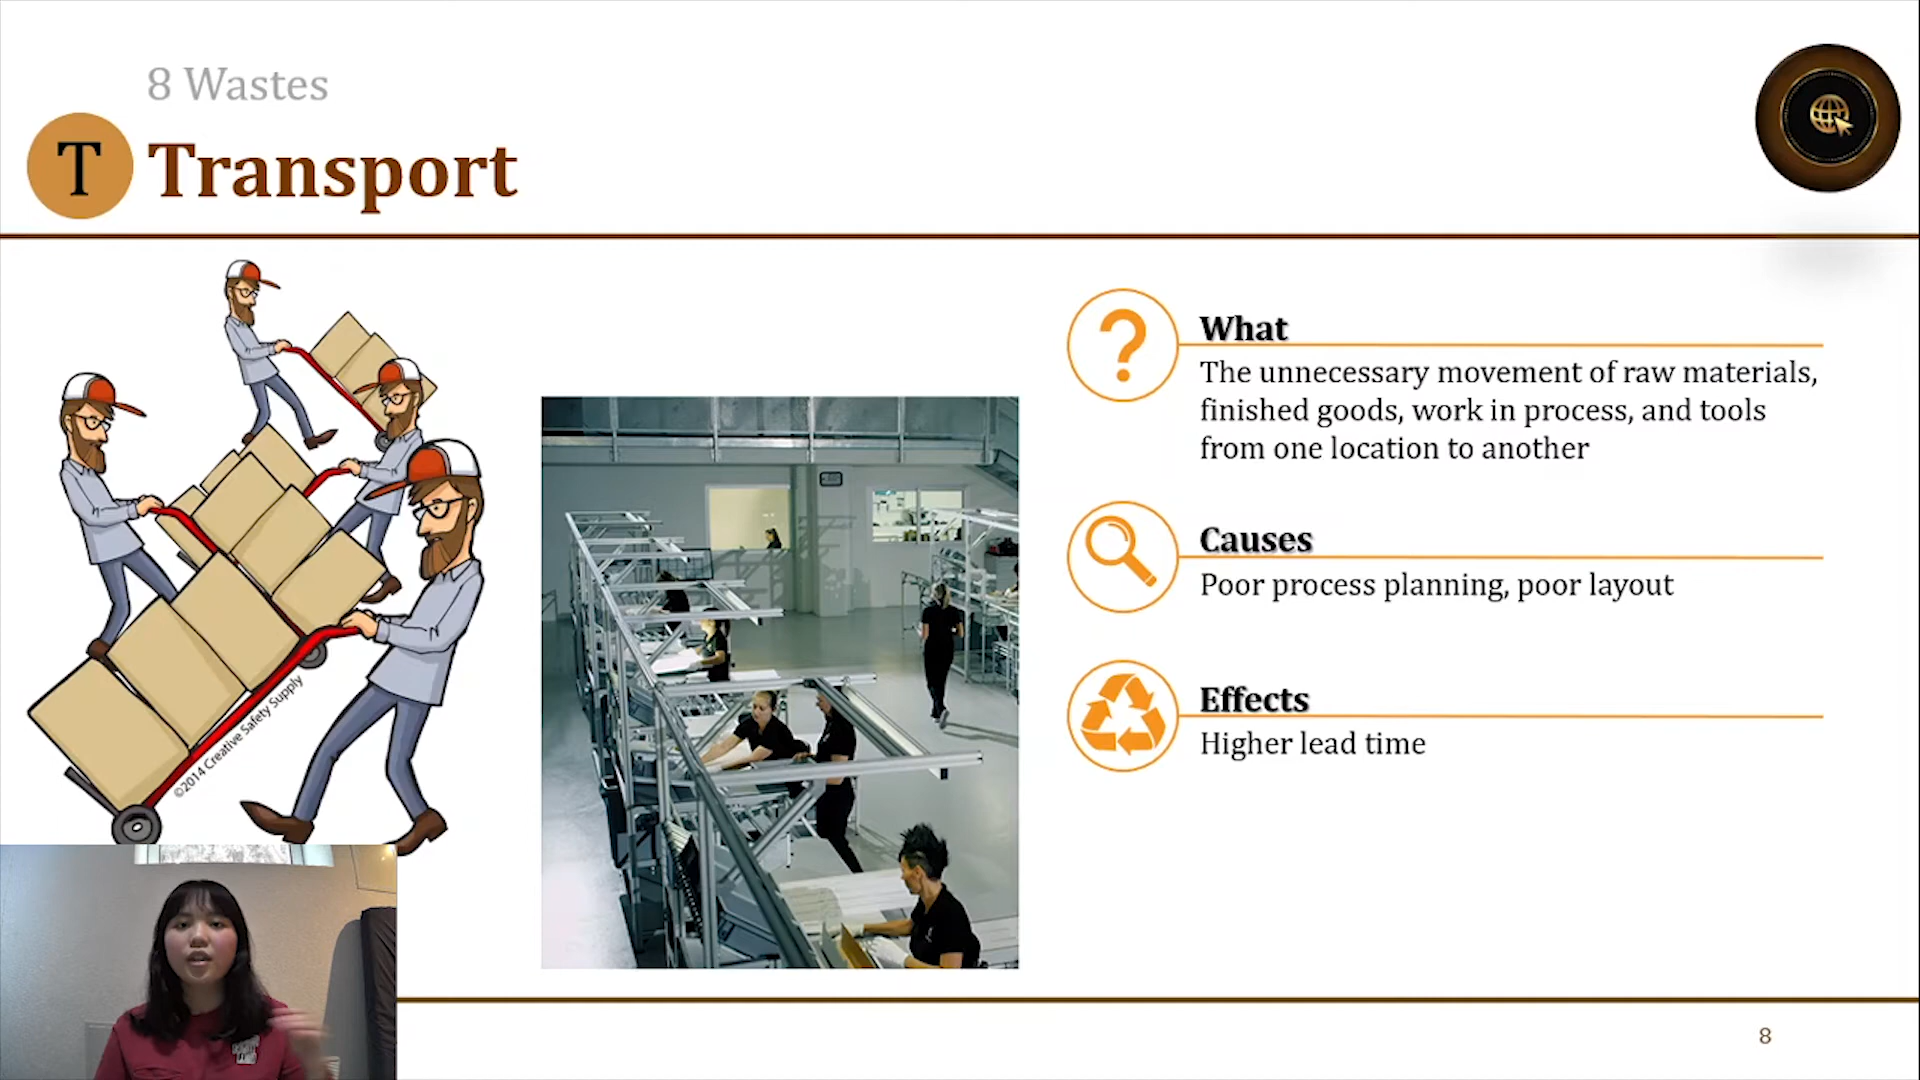 8 Wastes
T Transport
What
The unnecessary movement of raw materials,
finished goods, work in process, and tools
from one location to another
Causes
Poor process planning, poor layout
Effects
Higher lead time
©2014 Creative Safety Supply
8